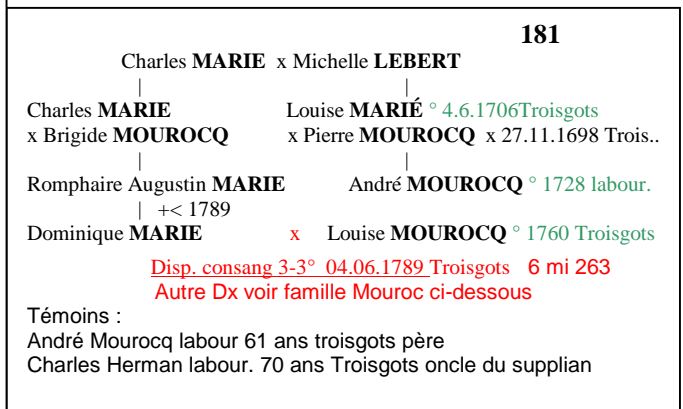 181
Charles MARIE x Michelle LEBERT
| |
Charles MARIE Louise MARIÉ ° 4.6.1706Troisgots
x Brigide MOUROCQ x Pierre MOUROCQ x 27.11.1698 Trois..
| |
Romphaire Augustin MARIE André MOUROCQ ° 1728 labour.
| +< 1789
Dominique MARIE x Louise MOUROCQ ° 1760 Troisgots
Disp. consang 3-3° 04.06.1789 Troisgots 6 mi 263
Autre Dx voir famille Mouroc ci-dessous
Témoins :
André Mourocq labour 61 ans troisgots père
Charles Herman labour. 70 ans Troisgots oncle du supplian